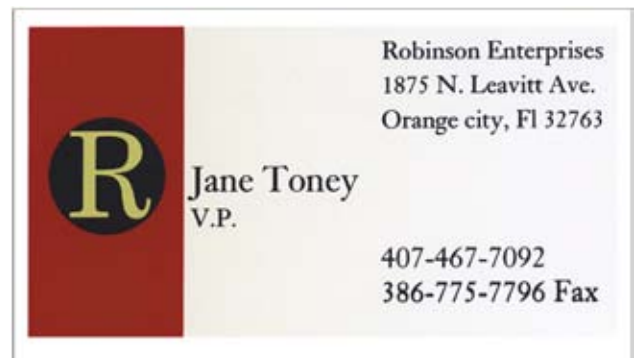 Robinson Enterprises
1875 N. Leavitt Ave.
Orange city, Fl 32763
R
Jane Toney
V.P.
407-467-7092
386-775-7796 Fax